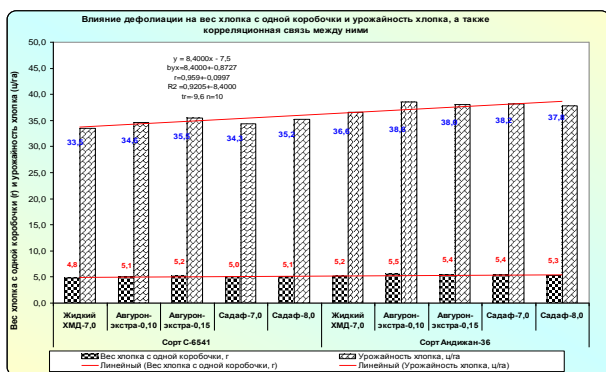 Влияние дефолиации на вес хлопка с одной коробочки и урожайность хлопка, а также
корреляционная связь между ними
y = 8,4000x - 7,5
byx=8,4000+-0,8727
r=0,959+-0,0997
R2 =0,9205+-8,4000
tr=-9,6 n=10
Вес хлопка с одной коробочки (г) и урожайность хлопка (ц/га)
50,0
45,0
40,0
35,0
30,0
25,0
20,0
15,0
10,0
5,0
0,0
33,5 34,6 35,5 34,3 35,2 36,6 38,6 38,0 38,2 37,8
4,8 5,1 5,2 5,0 5,1 5,2 5,5 5,4 5,4 5,3
Жидкий ХМД-7,0
Авгурон-экстра-0,10
Авгурон-экстра-0,15
Садаф-7,0
Садаф-8,0
Жидкий ХМД-7,0
Авгурон-экстра-0,10
Авгурон-экстра-0,15
Садаф-7,0
Садаф-8,0
Сорт С-6541
Сорт Андижан-36
Вес хлопка с одной коробочки, г
Урожайность хлопка, ц/га
Линейный (Вес хлопка с одной коробочки, г)
Линейный (Урожайность хлопка, ц/га)